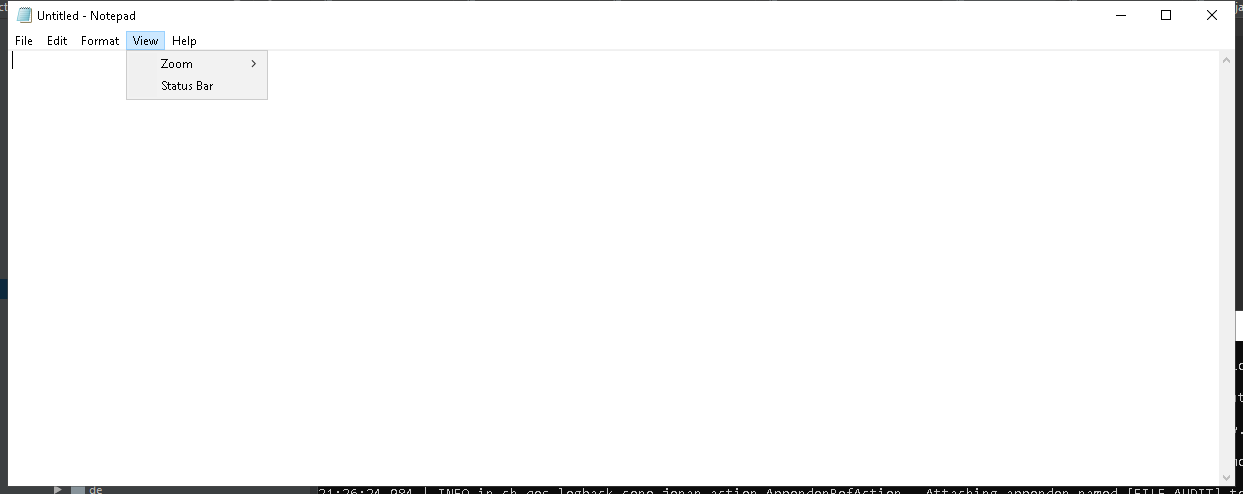 Untitled - Notepad
File Edit Format View Help
Zoom
Status Bar
de
21:26:24,984 | INFO in ch.qos.logback.core.joran.action.AppenderRefAction - Attaching appender named [FILE_AUDIT] t